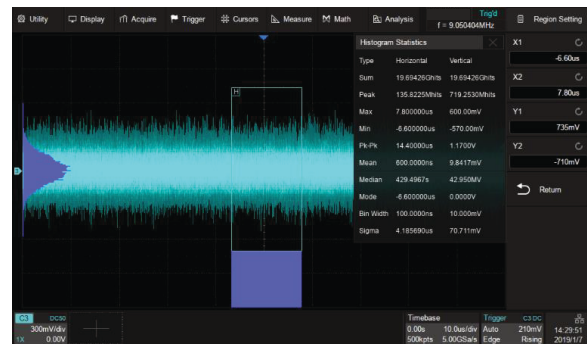 Utility Display Acquire Trigger Cursors Measure Math Analysis Trig'd
f = 9.050404MHz Region Setting
Histogram Statistics
Type Horizontal Vertical
Sum 19.69426Ghits 19.69426Ghits
Peak 135.8225Mhits 719.2530Mhits
Max 7.800000us 600.00mV
Min -6.600000us -570.00mV
Pk-Pk 14.40000us 1.1700V
Mean 600.0000ns 9.8417mV
Median 429.4967s 42.950MV
Mode -6.600000us 0.0000V
Bin Width 100.0000ns 10.000mV
Sigma 4.185690us 70.711mV
X1
-6.60us
X2
7.80us
Y1
735mV
Y2
-710mV
Return
H
C3 DC50
300mV/div
1X 0.00V
Timebase
0.00s 10.0us/div
500kpts 5.00GSa/s
Trigger C3 DC
Auto 210mV
Edge Rising
14:29:51
2019/1/7